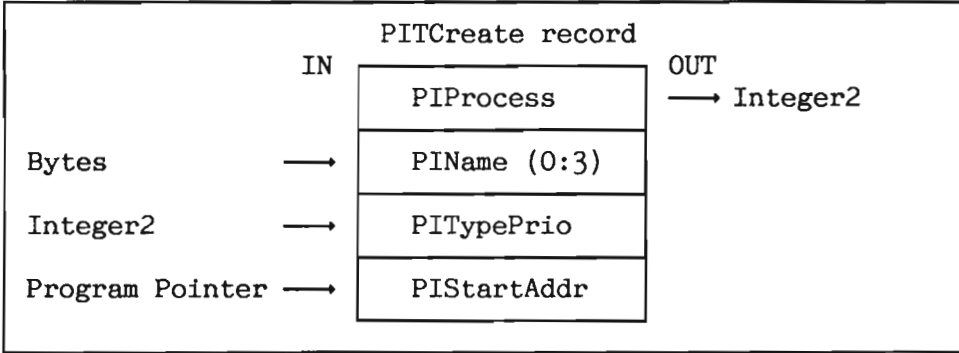 PITCreate record
IN OUT
PIProcess → Integer2
Bytes → PIName (0:3)
Integer2 → PITypePrio
Program Pointer → PIStartAddr